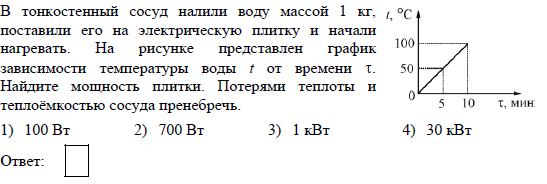 В тонкостенный сосуд налили воду массой 1 кг,
поставили его на электрическую плитку и начали
нагревать. На рисунке представлен график
зависимости температуры воды t от времени τ.
Найдите мощность плитки. Потерями теплоты и
теплоёмкостью сосуда пренебречь.
t, °C
100
50
0
5 10 τ, мин
1) 100 Вт 2) 700 Вт 3) 1 кВт 4) 30 кВт
Ответ: